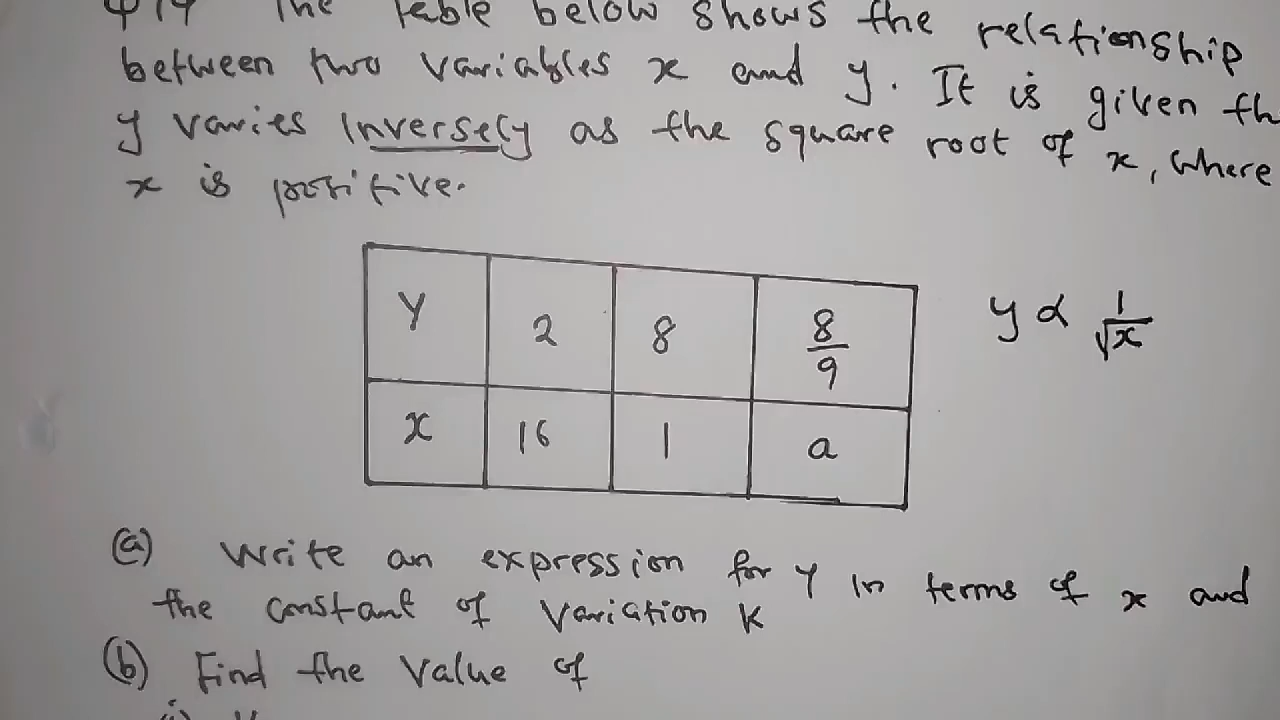 The table below shows the relationship
between two variables x and y. It is given
y varies inversely as the square root of x, where
x is positive.
Y 2 8 8/9
y ∝ 1/√x
x 16 1 a
(a) Write an expression for y in terms of x and
the constant of variation K
(b) Find the value of